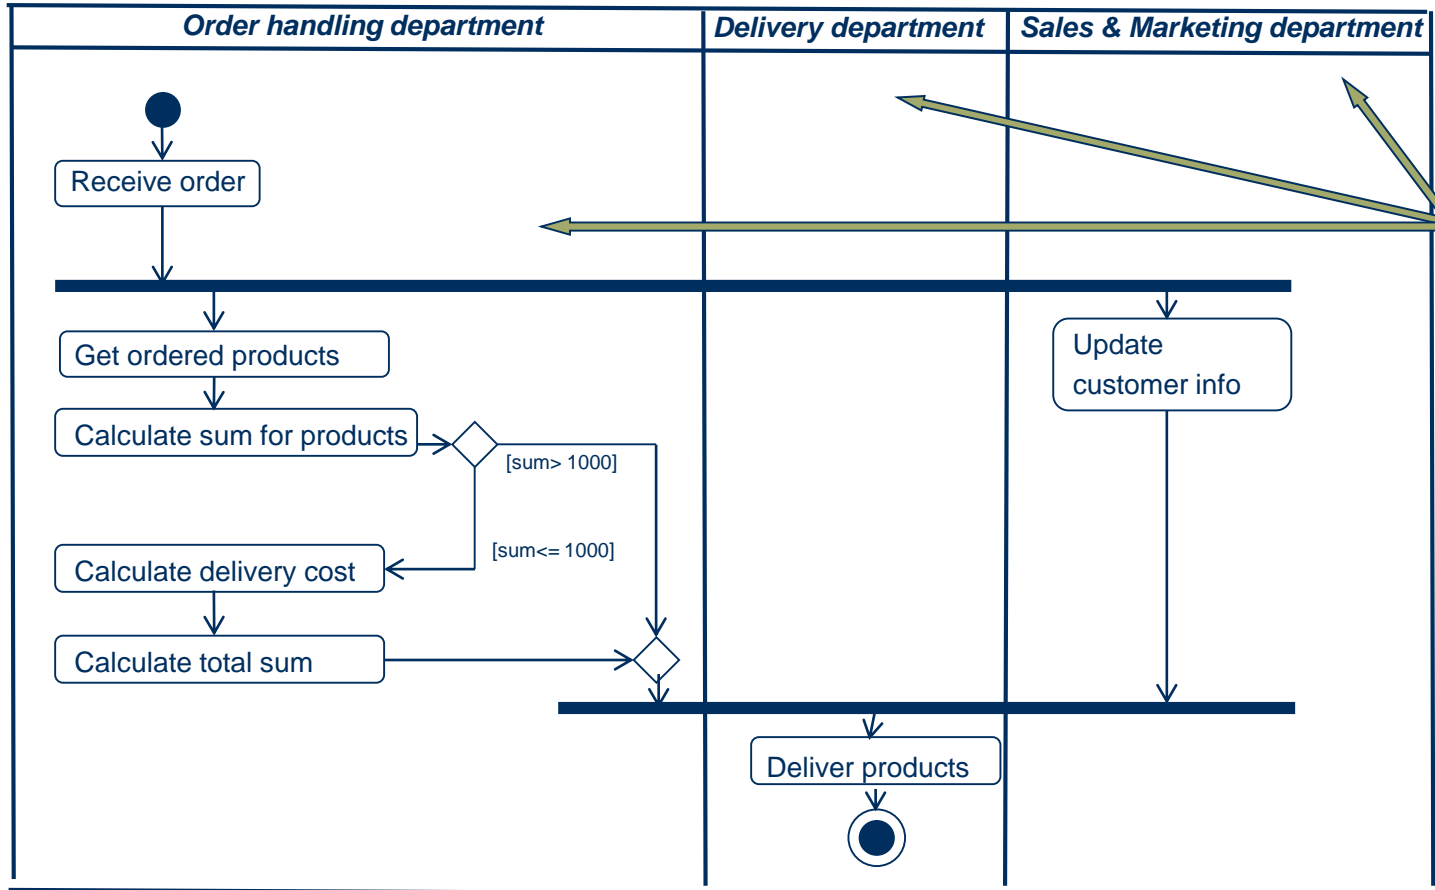 Order handling department
Delivery department
Sales & Marketing department
Receive order
Get ordered products
Update
customer info
Calculate sum for products
[sum> 1000]
[sum<= 1000]
Calculate delivery cost
Calculate total sum
Deliver products